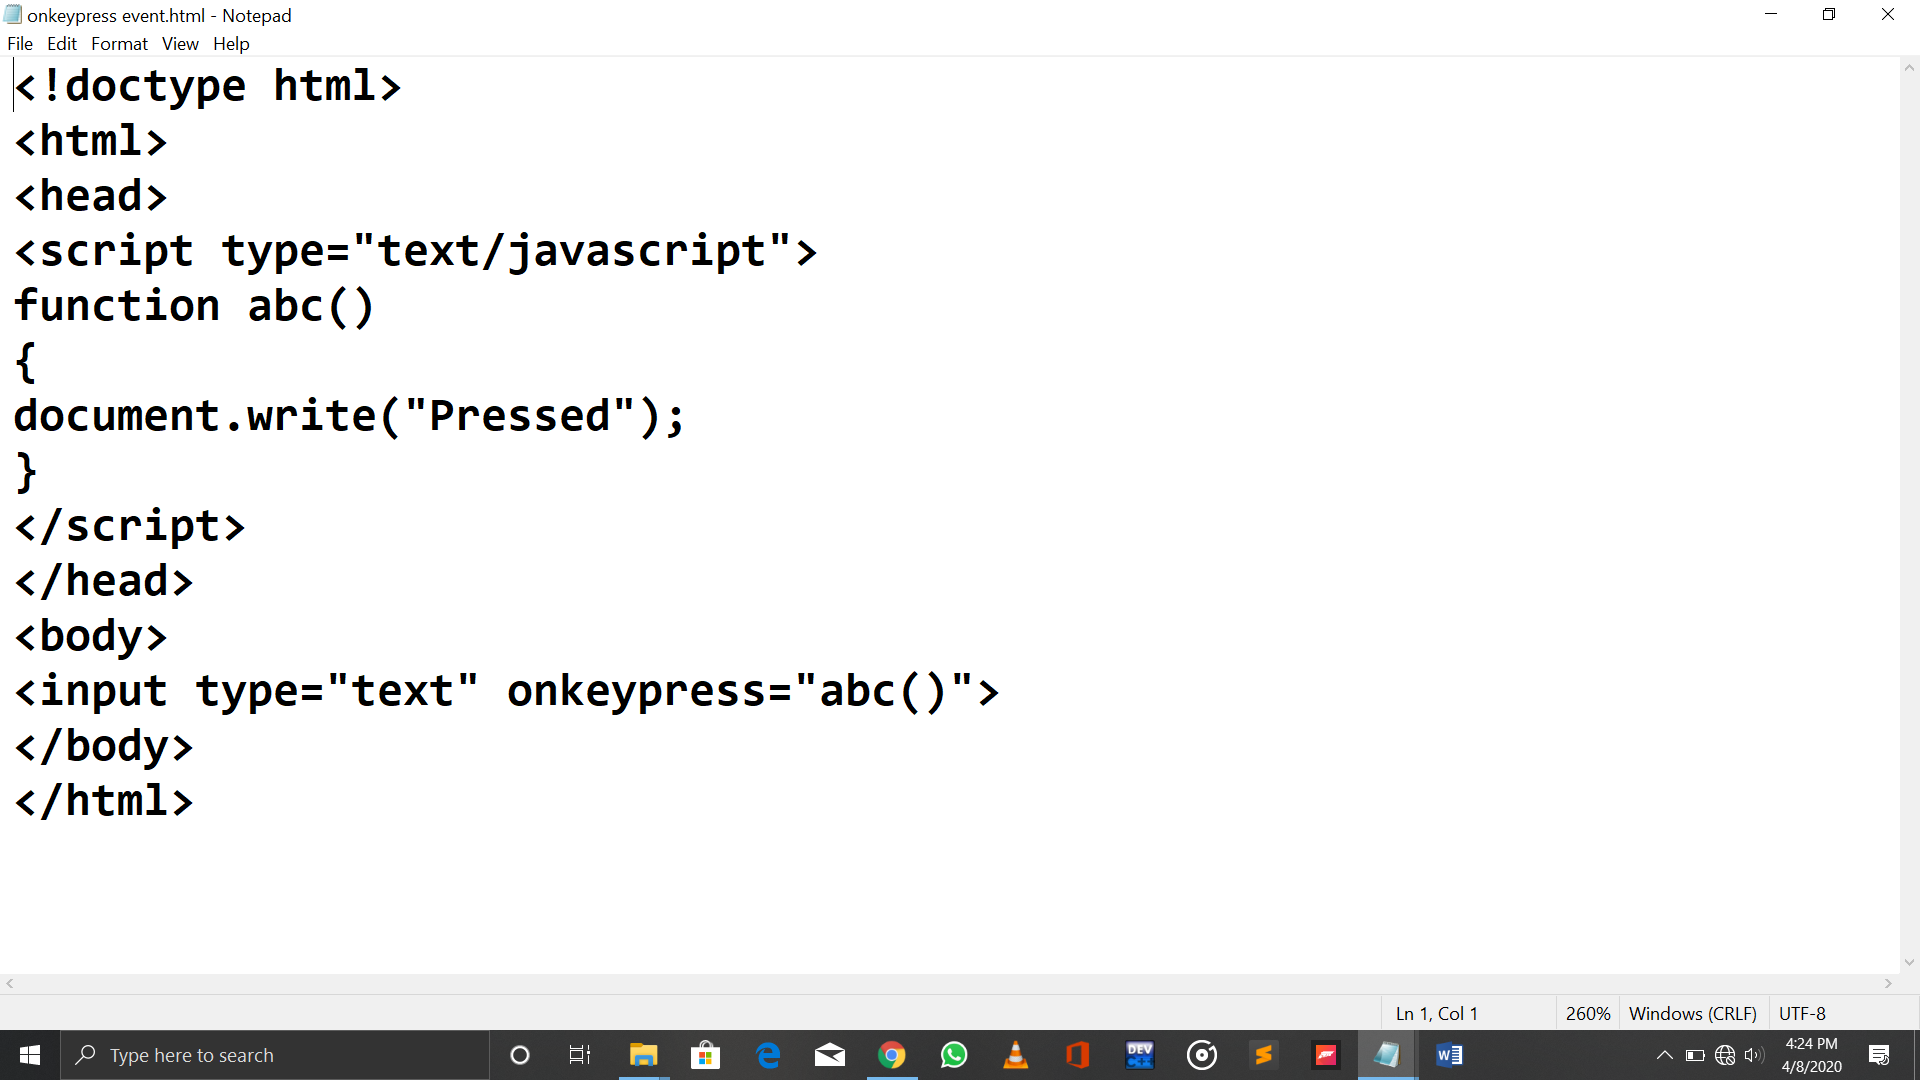 onkeypress event.html - Notepad
File Edit Format View Help
<!doctype html>
<html>
<head>
<script type="text/javascript">
function abc()
{
document.write("Pressed");
}
</script>
</head>
<body>
<input type="text" onkeypress="abc()">
</body>
</html>
Ln 1, Col 1 260% Windows (CRLF) UTF-8
Type here to search
DEV C++
W
4:24 PM
4/8/2020